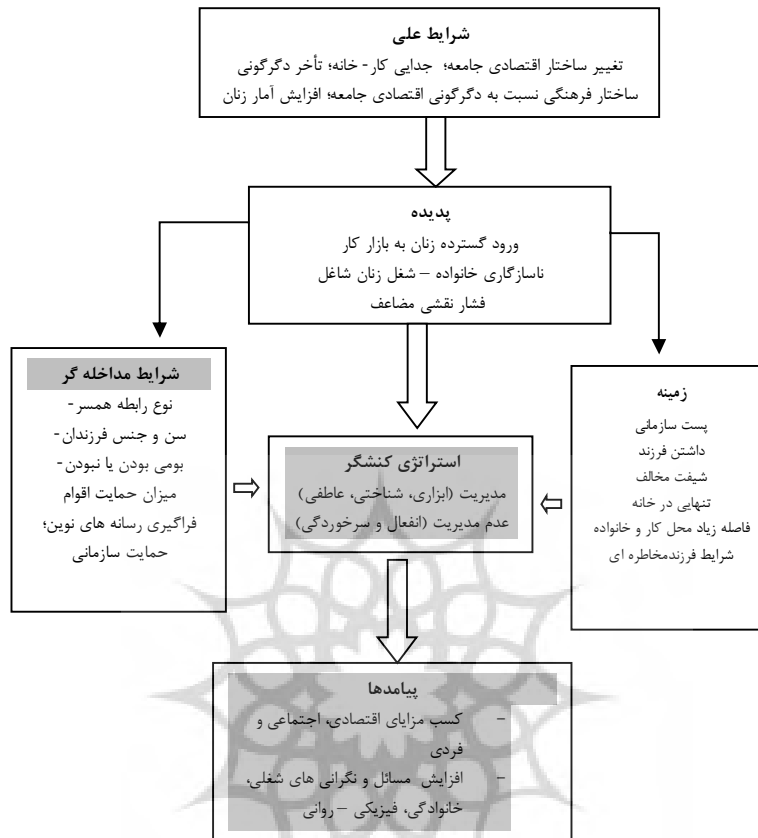 شرایط علی
تغییر ساختار اقتصادی جامعه؛ جدایی کار- خانه؛ تأخر دگرگونی
ساختار فرهنگی نسبت به دگرگونی اقتصادی جامعه؛ افزایش آمار زنان
پدیده
ورود گسترده زنان به بازار کار
ناسازگاری خانواده – شغل زنان شاغل
فشار نقشی مضاعف
شرایط مداخله گر
نوع رابطه همسر-
سن و جنس فرزندان-
بومی بودن یا نبودن-
میزان حمایت اقوام
فراگیری رسانه های نوین؛
حمایت سازمانی
زمینه
پست سازمانی
داشتن فرزند
شیفت مخالف
تنهایی در خانه
فاصله زیاد محل کار و خانواده
شرایط فرزندمخاطره ای
استراتژی کنشگر
مدیریت (ابزاری، شناختی، عاطفی)
عدم مدیریت (انفعال و سرخوردگی)
پیامدها
– کسب مزایای اقتصادی، اجتماعی و
فردی
– افزایش مسائل و نگرانی های شغلی،
خانوادگی، فیزیکی – روانی